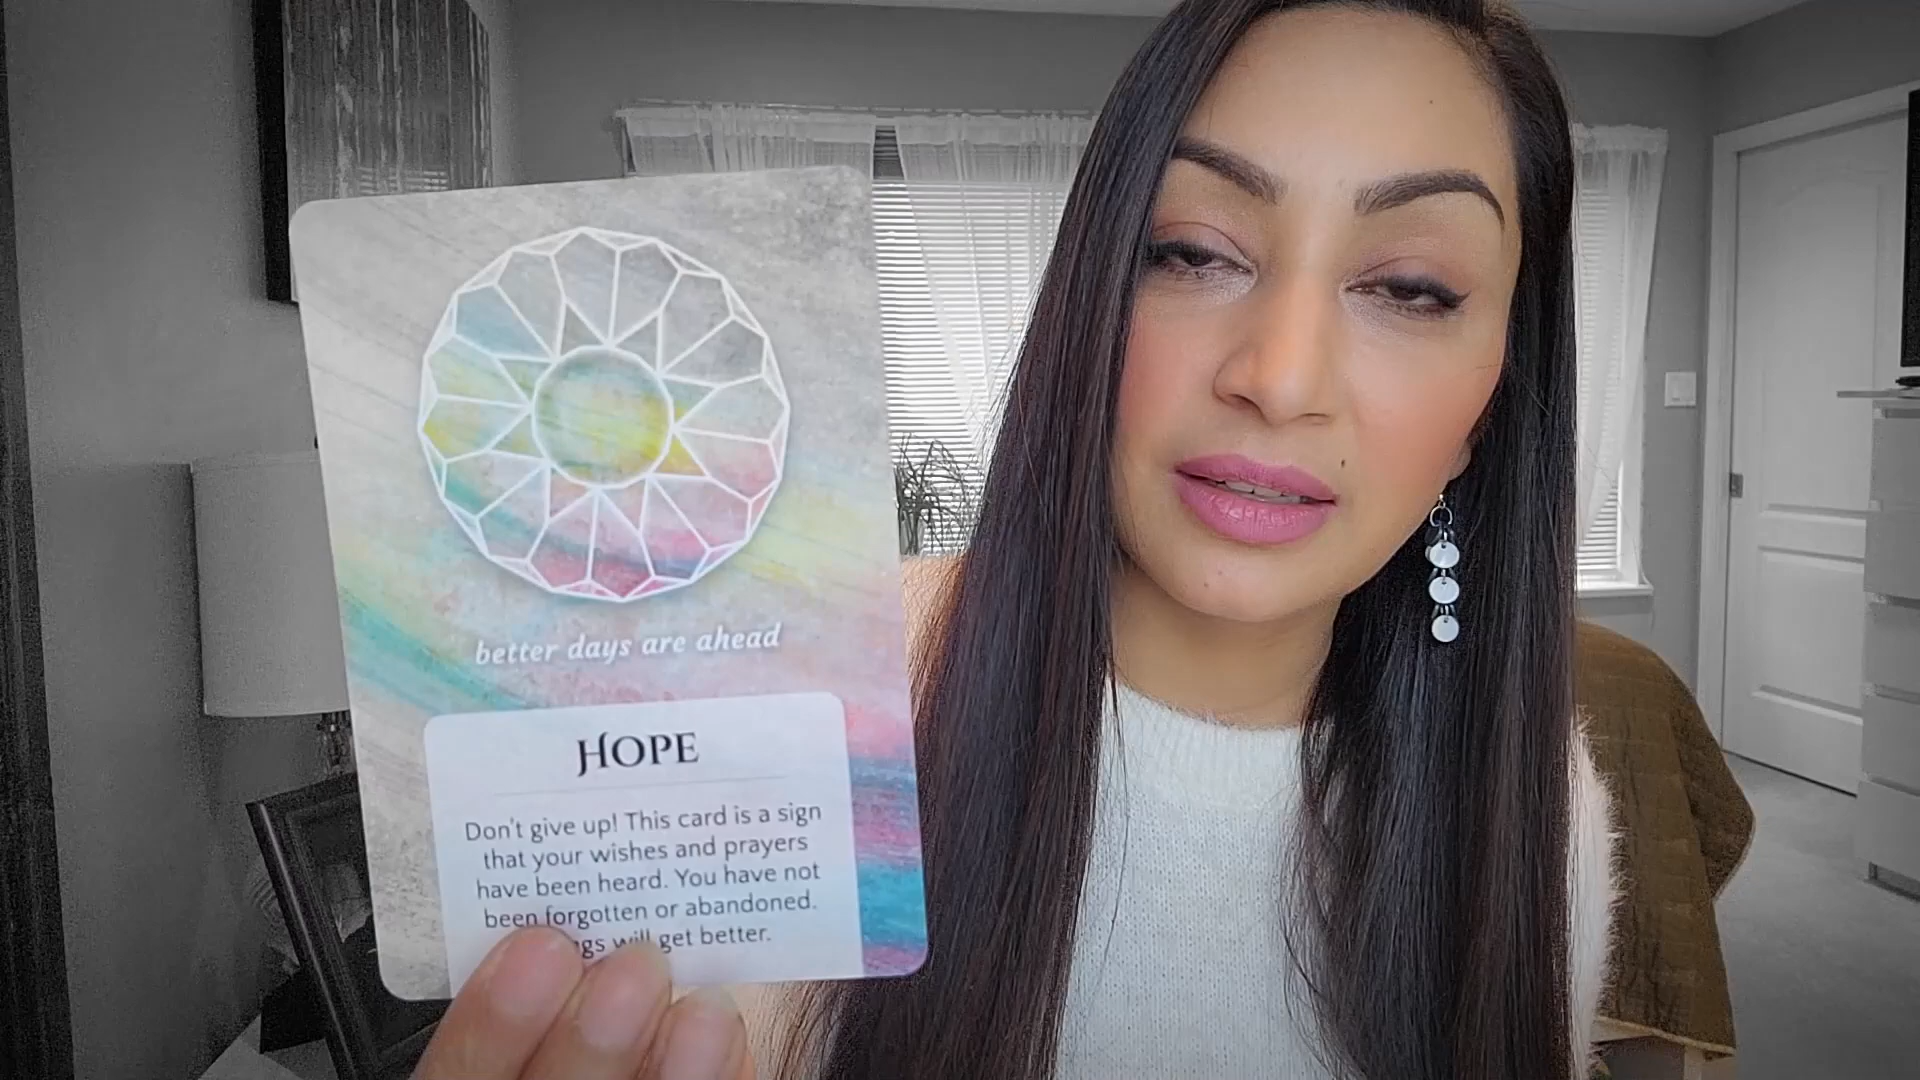 better days are ahead
HOPE
Don't give up! This card is a sign
that your wishes and prayers
have been heard. You have not
been forgotten or abandoned.
will get better.